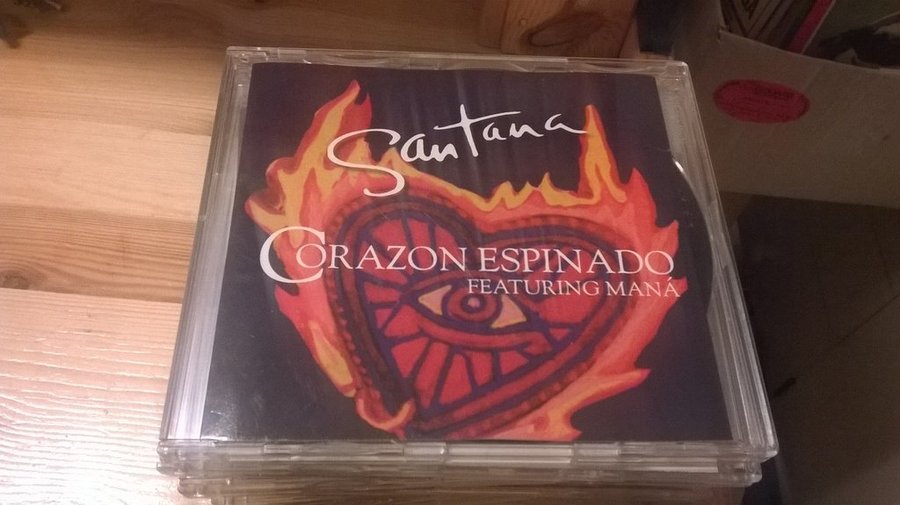 Santana
CORAZON ESPINADO
FEATURING MANÁ